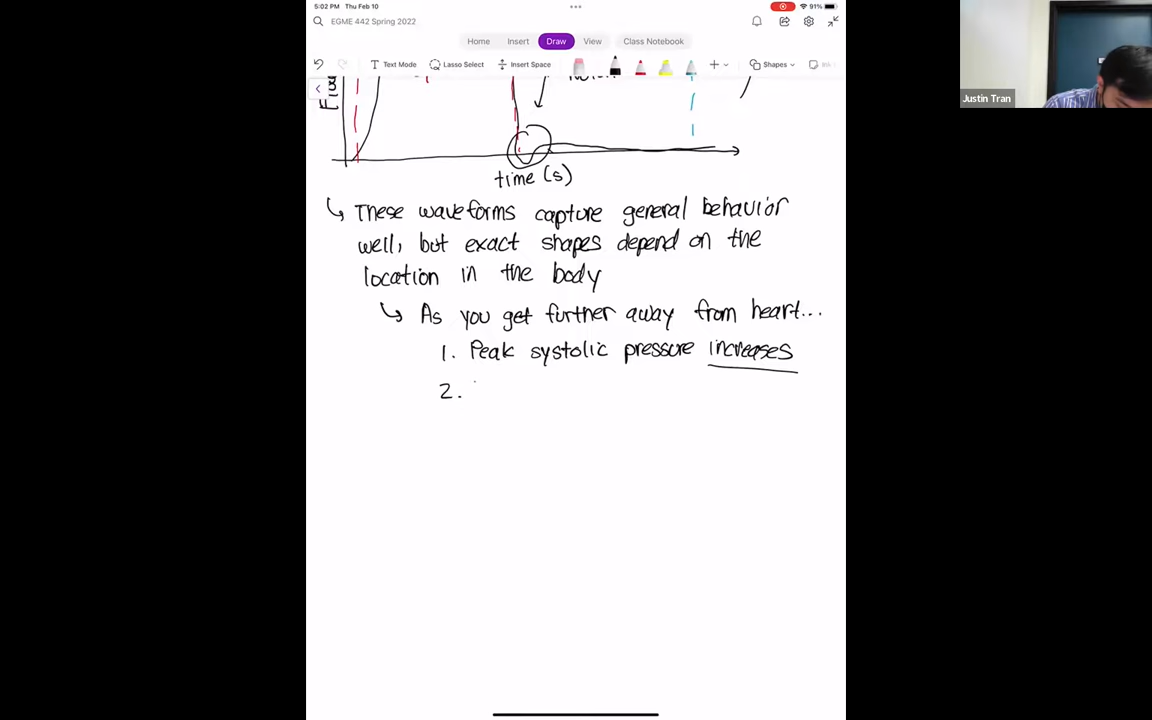 5:02 PM Thu Feb 10
91%
EGME 442 Spring 2022
Home Insert Draw View Class Notebook
Text Mode Lasso Select Insert Space Shapes
Justin Tran
time (s)
↳ These waveforms capture general behavior
well, but exact shapes depend on the
location in the body
↳ As you get further away from heart...
1. Peak systolic pressure increases
2.